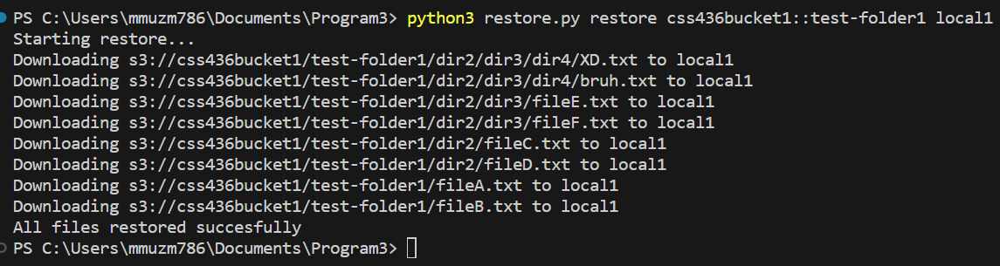 PS C:\Users\mmuzm786\Documents\Program3> python3 restore.py restore css436bucket1::test-folder1 local1
Starting restore...
Downloading s3://css436bucket1/test-folder1/dir2/dir3/dir4/XD.txt to local1
Downloading s3://css436bucket1/test-folder1/dir2/dir3/dir4/bruh.txt to local1
Downloading s3://css436bucket1/test-folder1/dir2/dir3/fileE.txt to local1
Downloading s3://css436bucket1/test-folder1/dir2/dir3/fileF.txt to local1
Downloading s3://css436bucket1/test-folder1/dir2/fileC.txt to local1
Downloading s3://css436bucket1/test-folder1/dir2/fileD.txt to local1
Downloading s3://css436bucket1/test-folder1/fileA.txt to local1
Downloading s3://css436bucket1/test-folder1/fileB.txt to local1
All files restored succesfully
PS C:\Users\mmuzm786\Documents\Program3>